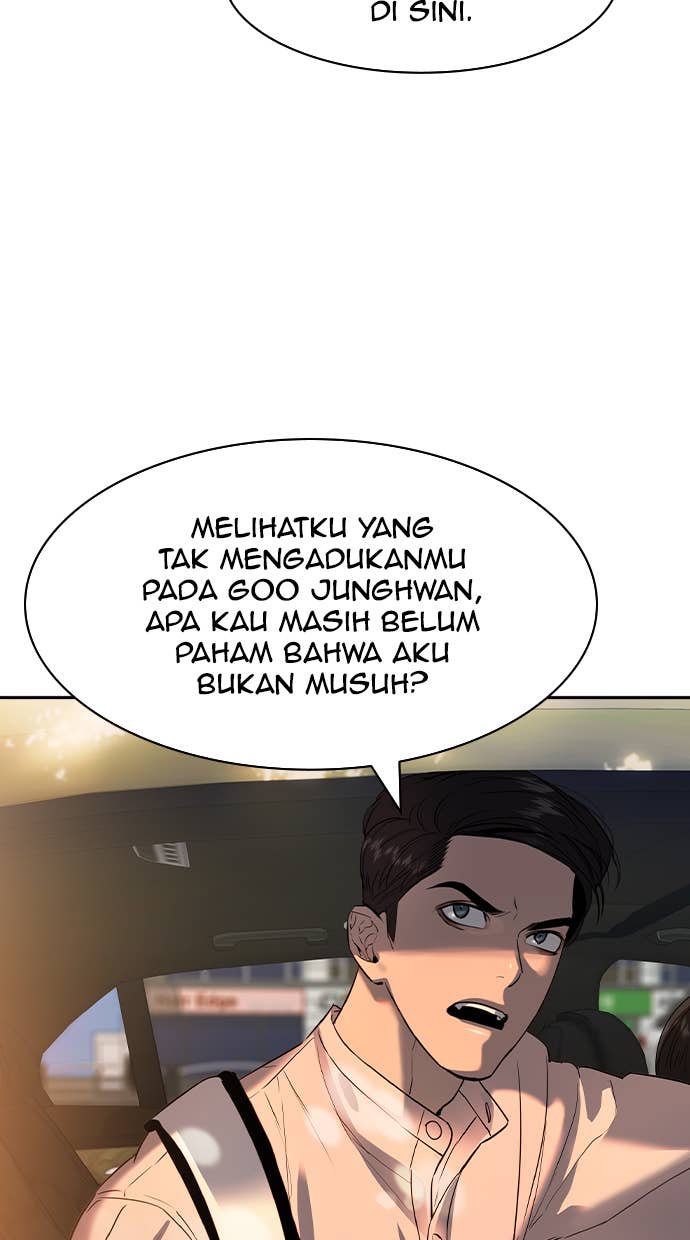 DI SINI.
MELIHATKU YANG
TAK MENGADUKANMU
PADA GOO JUNGHWAN,
APA KAU MASIH BELUM
PAHAM BAHWA AKU
BUKAN MUSUH?